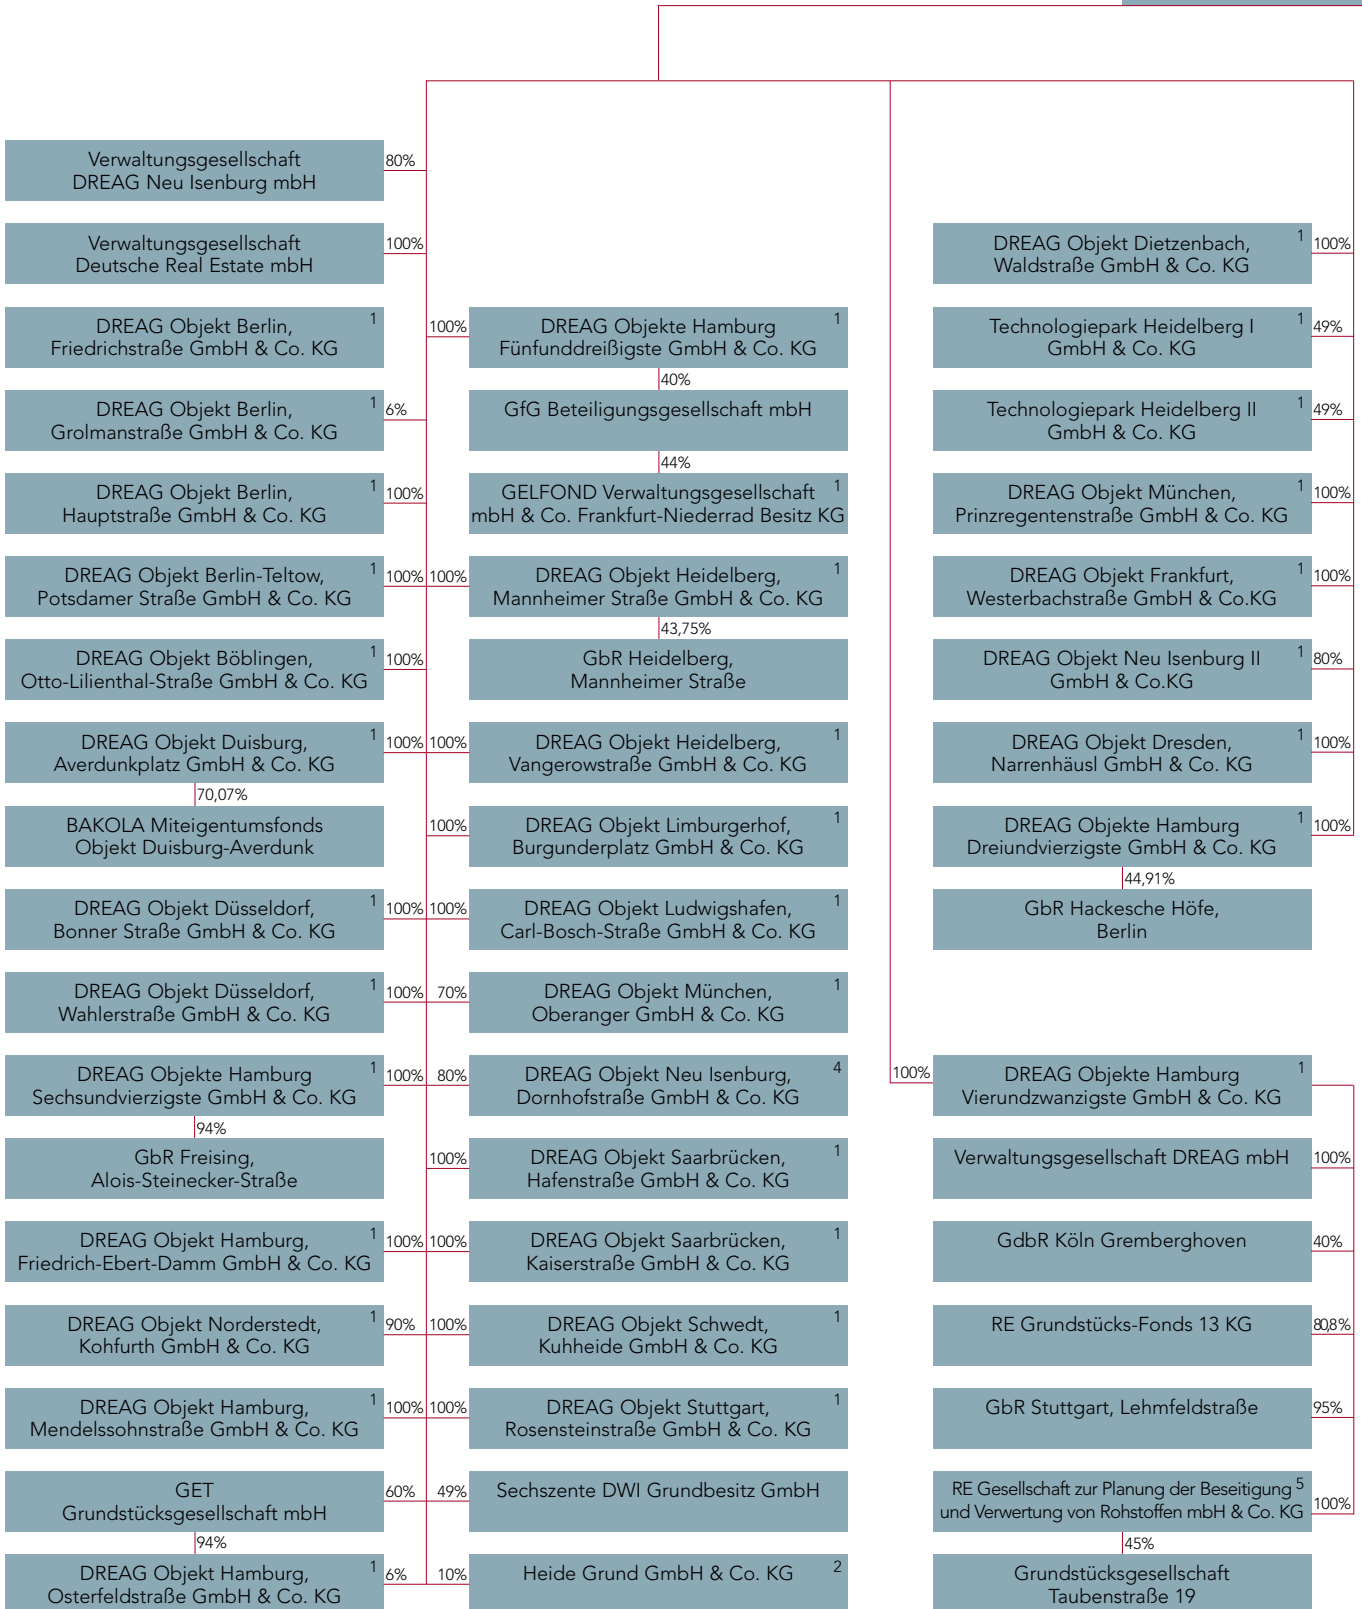 Verwaltungsgesellschaft
DREAG Neu Isenburg mbH
80%
Verwaltungsgesellschaft
Deutsche Real Estate mbH
100%
DREAG Objekt Berlin, 1
Friedrichstraße GmbH & Co. KG
DREAG Objekt Berlin, 1
Grolmanstraße GmbH & Co. KG
6%
DREAG Objekt Berlin, 1
Hauptstraße GmbH & Co. KG
100%
DREAG Objekt Berlin-Teltow, 1
Potsdamer Straße GmbH & Co. KG
100%
DREAG Objekt Böblingen, 1
Otto-Lilienthal-Straße GmbH & Co. KG
100%
DREAG Objekt Duisburg, 1
Averdunkplatz GmbH & Co. KG
100%
70,07%
BAKOLA Miteigentumsfonds
Objekt Duisburg-Averdunk
DREAG Objekt Düsseldorf, 1
Bonner Straße GmbH & Co. KG
100%
DREAG Objekt Düsseldorf, 1
Wahlerstraße GmbH & Co. KG
100%
DREAG Objekte Hamburg 1
Sechsundvierzigste GmbH & Co. KG
100%
94%
GbR Freising,
Alois-Steinecker-Straße
DREAG Objekt Hamburg, 1
Friedrich-Ebert-Damm GmbH & Co. KG
100%
DREAG Objekt Norderstedt, 1
Kohfurth GmbH & Co. KG
90%
DREAG Objekt Hamburg, 1
Mendelssohnstraße GmbH & Co. KG
100%
GET
Grundstücksgesellschaft mbH
60%
94%
DREAG Objekt Hamburg, 1
Osterfeldstraße GmbH & Co. KG
6%
100%
DREAG Objekte Hamburg 1
Fünfunddreißigste GmbH & Co. KG
40%
GfG Beteiligungsgesellschaft mbH
44%
GELFOND Verwaltungsgesellschaft 1
mbH & Co. Frankfurt-Niederrad Besitz KG
100%
DREAG Objekt Heidelberg, 1
Mannheimer Straße GmbH & Co. KG
43,75%
GbR Heidelberg,
Mannheimer Straße
100%
DREAG Objekt Heidelberg, 1
Vangerowstraße GmbH & Co. KG
100%
DREAG Objekt Limburgerhof, 1
Burgunderplatz GmbH & Co. KG
100%
DREAG Objekt Ludwigshafen, 1
Carl-Bosch-Straße GmbH & Co. KG
70%
DREAG Objekt München, 1
Oberanger GmbH & Co. KG
80%
DREAG Objekt Neu Isenburg, 4
Dornhofstraße GmbH & Co. KG
100%
DREAG Objekt Saarbrücken, 1
Hafenstraße GmbH & Co. KG
100%
DREAG Objekt Saarbrücken, 1
Kaiserstraße GmbH & Co. KG
100%
DREAG Objekt Schwedt, 1
Kuhheide GmbH & Co. KG
100%
DREAG Objekt Stuttgart, 1
Rosensteinstraße GmbH & Co. KG
49%
Sechszente DWI Grundbesitz GmbH
10%
Heide Grund GmbH & Co. KG 2
DREAG Objekt Dietzenbach, 1
Waldstraße GmbH & Co. KG
100%
Technologiepark Heidelberg I 1
GmbH & Co. KG
49%
Technologiepark Heidelberg II 1
GmbH & Co. KG
49%
DREAG Objekt München, 1
Prinzregentenstraße GmbH & Co. KG
100%
DREAG Objekt Frankfurt, 1
Westerbachstraße GmbH & Co.KG
100%
DREAG Objekt Neu Isenburg II 1
GmbH & Co.KG
80%
DREAG Objekt Dresden, 1
Narrenhäusl GmbH & Co. KG
100%
DREAG Objekte Hamburg 1
Dreiundvierzigste GmbH & Co. KG
100%
44,91%
GbR Hackesche Höfe,
Berlin
100%
DREAG Objekte Hamburg 1
Vierundzwanzigste GmbH & Co. KG
Verwaltungsgesellschaft DREAG mbH
100%
GdbR Köln Gremberghoven
40%
RE Grundstücks-Fonds 13 KG
80,8%
GbR Stuttgart, Lehmfeldstraße
95%
RE Gesellschaft zur Planung der Beseitigung 5
und Verwertung von Rohstoffen mbH & Co. KG
100%
45%
Grundstücksgesellschaft
Taubenstraße 19